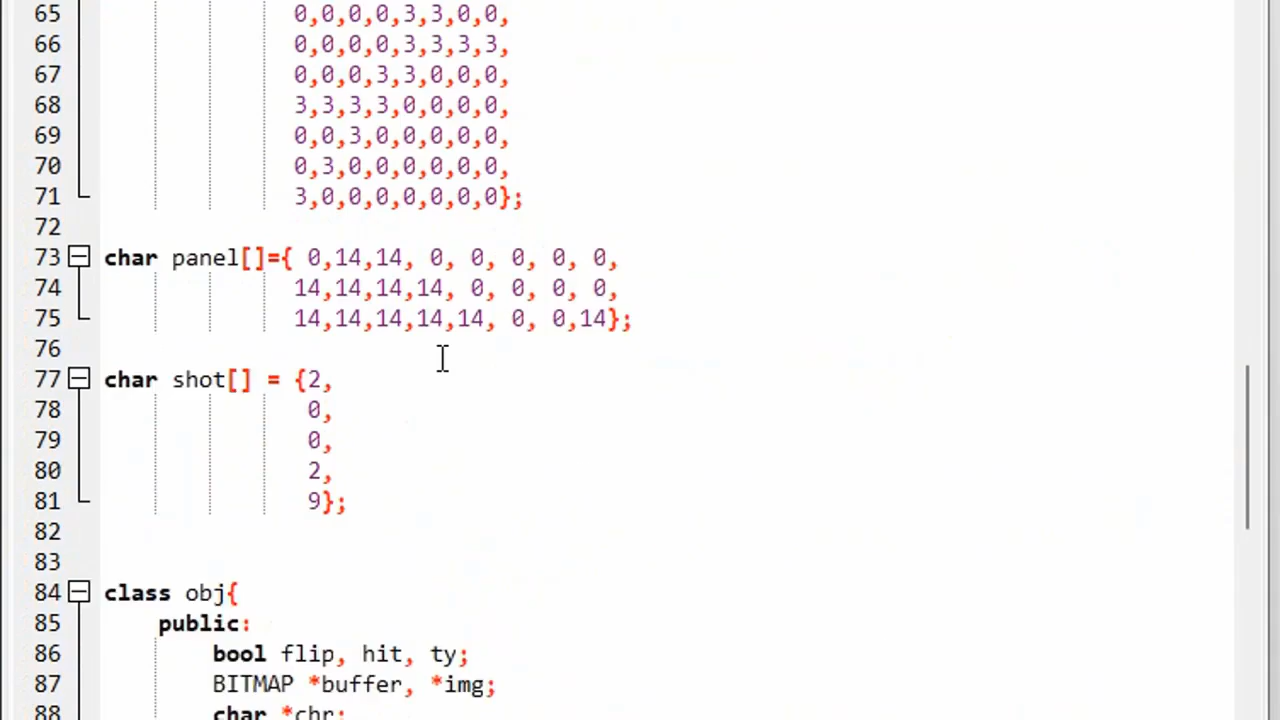 65 0,0,0,0,3,3,0,0,
66 0,0,0,0,3,3,3,3,
67 0,0,0,3,3,0,0,0,
68 3,3,3,3,0,0,0,0,
69 0,0,3,0,0,0,0,0,
70 0,3,0,0,0,0,0,0,
71 3,0,0,0,0,0,0,0};
72
73 char panel[]={ 0,14,14, 0, 0, 0, 0, 0,
74 14,14,14,14, 0, 0, 0, 0,
75 14,14,14,14,14, 0, 0,14};
76
77 char shot[] = {2,
78 0,
79 0,
80 2,
81 9};
82
83
84 class obj{
85 public:
86 bool flip, hit, ty;
87 BITMAP *buffer, *img;
88 char *chr;